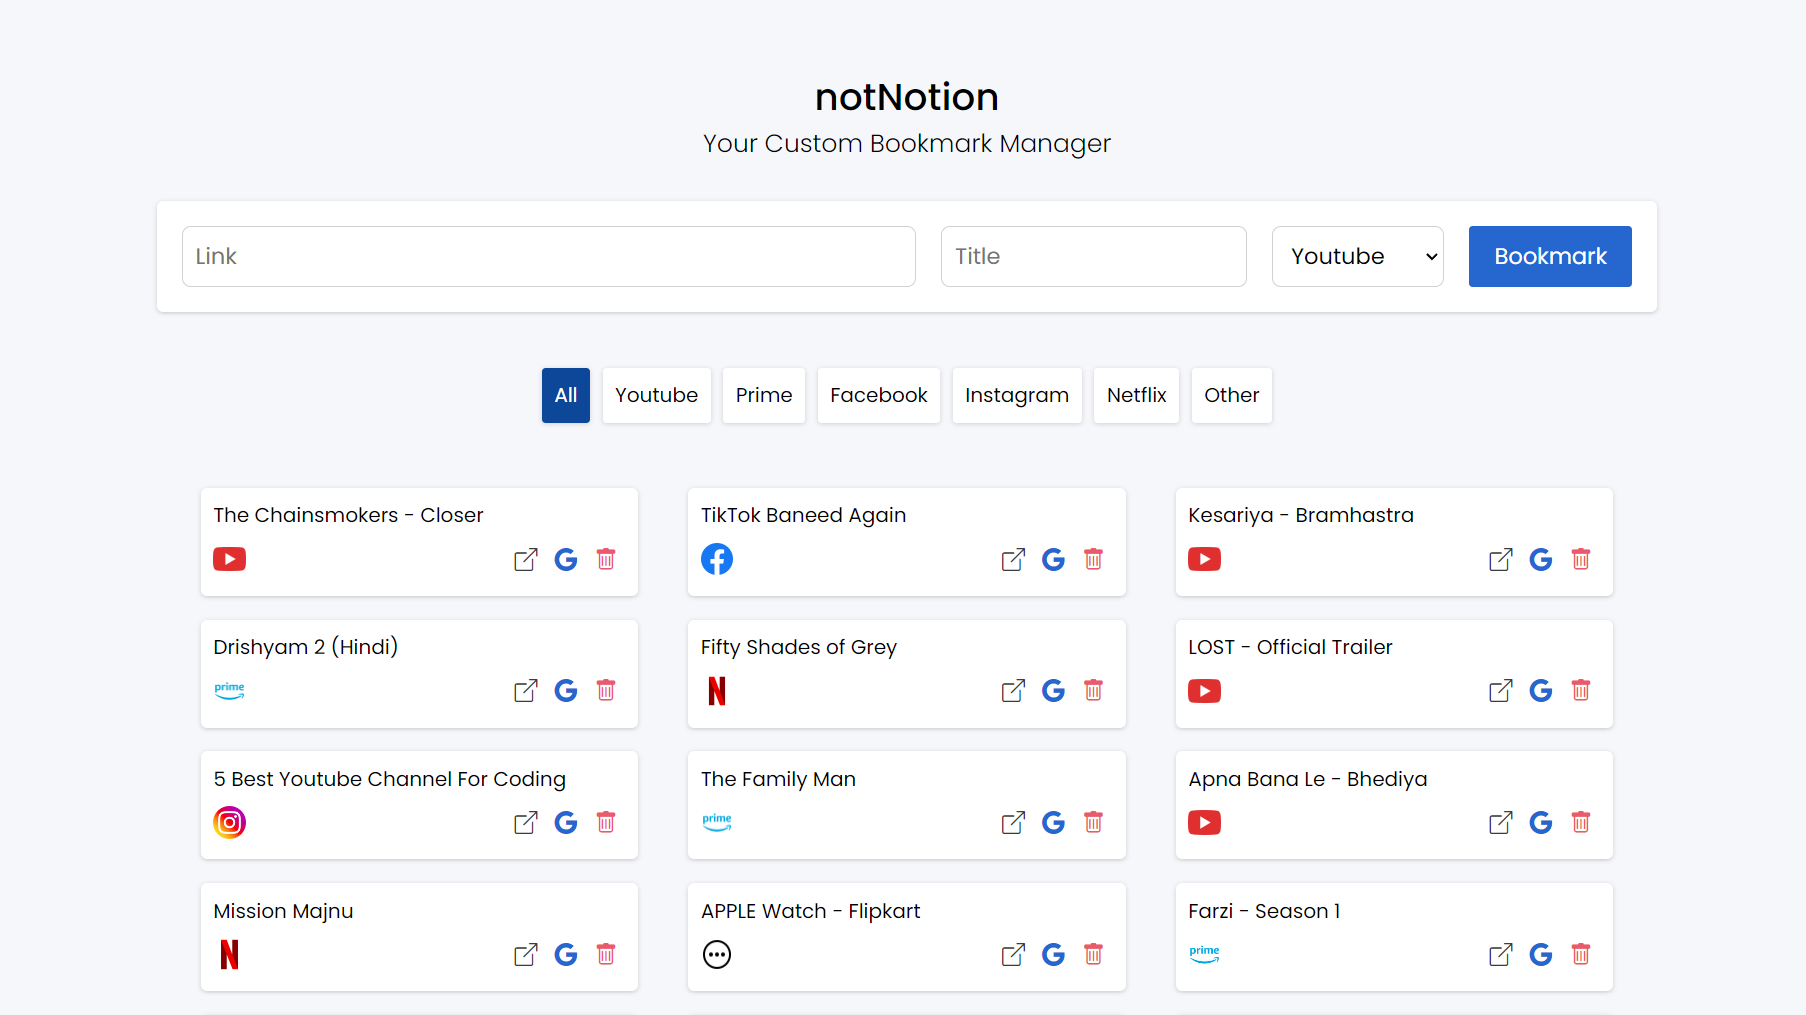 notNotion
Your Custom Bookmark Manager
Link
Title
Youtube
Bookmark
All
Youtube
Prime
Facebook
Instagram
Netflix
Other
The Chainsmokers - Closer
TikTok Baneed Again
Kesariya - Bramhastra
Drishyam 2 (Hindi)
prime
Fifty Shades of Grey
LOST - Official Trailer
5 Best Youtube Channel For Coding
The Family Man
prime
Apna Bana Le - Bhediya
Mission Majnu
APPLE Watch - Flipkart
Farzi - Season 1
prime